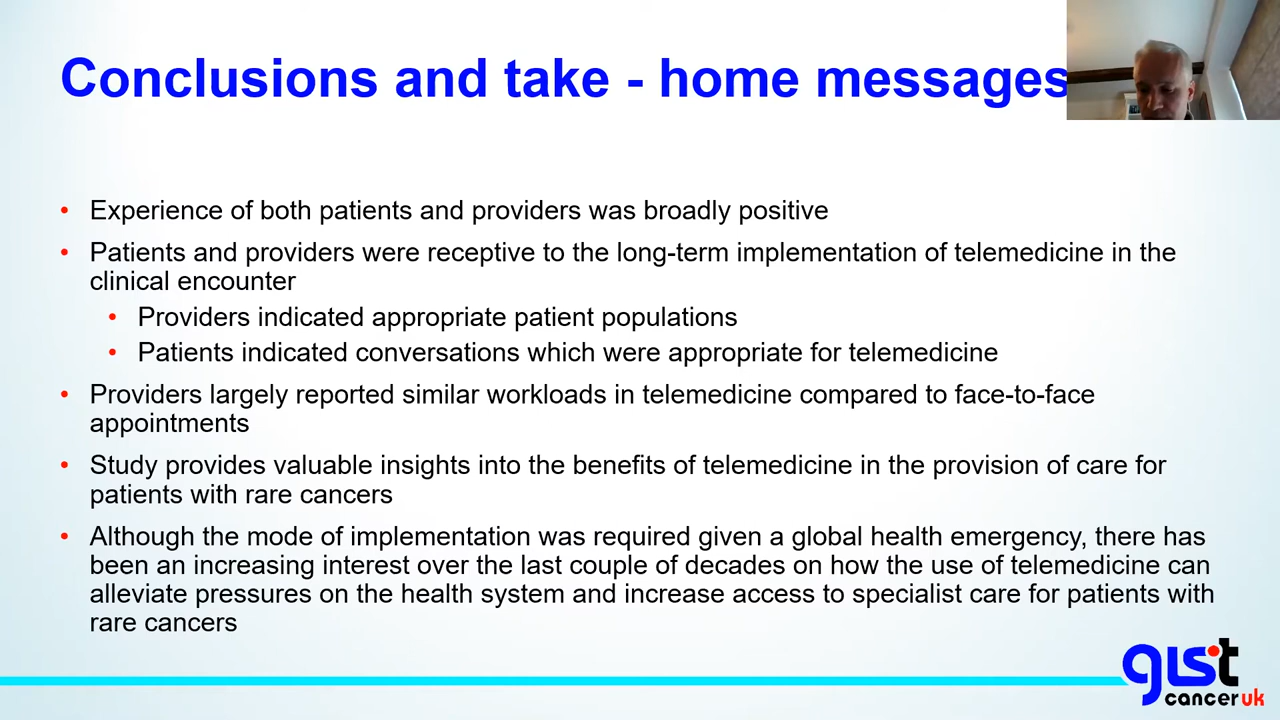 Conclusions and take - home messages
• Experience of both patients and providers was broadly positive
• Patients and providers were receptive to the long-term implementation of telemedicine in the
clinical encounter
• Providers indicated appropriate patient populations
• Patients indicated conversations which were appropriate for telemedicine
• Providers largely reported similar workloads in telemedicine compared to face-to-face
appointments
• Study provides valuable insights into the benefits of telemedicine in the provision of care for
patients with rare cancers
• Although the mode of implementation was required given a global health emergency, there has
been an increasing interest over the last couple of decades on how the use of telemedicine can
alleviate pressures on the health system and increase access to specialist care for patients with
rare cancers
gist
cancer uk